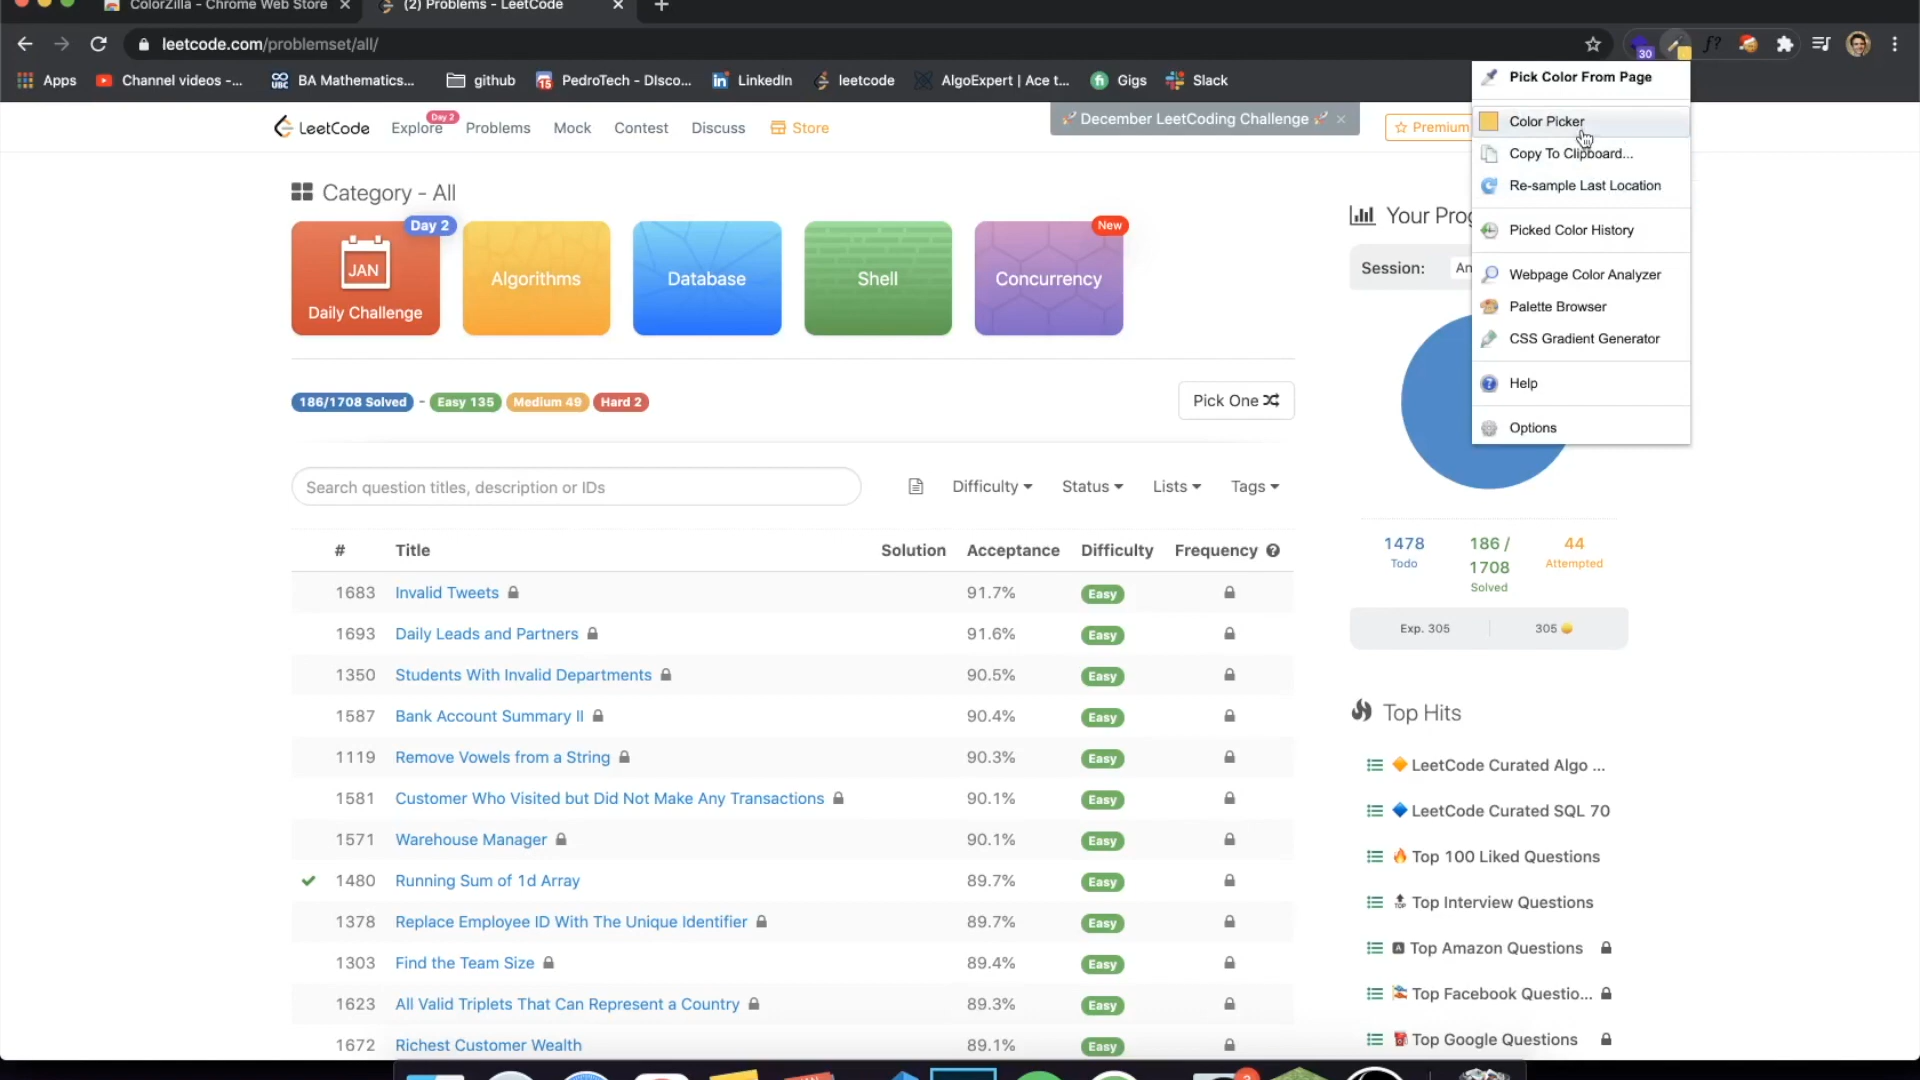 ColorZilla - Chrome Web Store ×
(2) Problems - LeetCode ×
leetcode.com/problemset/all/
30
f?
Apps
Channel videos -...
UBC
BA Mathematics...
github
15
PedroTech - DIsco...
LinkedIn
leetcode
AlgoExpert | Ace t...
Gigs
Slack
LeetCode
Explore
Day 2
Problems
Mock
Contest
Discuss
Store
December LeetCoding Challenge ×
Premium
Pick Color From Page
Color Picker
Copy To Clipboard...
Re-sample Last Location
Picked Color History
Webpage Color Analyzer
Palette Browser
CSS Gradient Generator
Help
Options
Category - All
Day 2
JAN
Daily Challenge
Algorithms
Database
Shell
New
Concurrency
186/1708 Solved - Easy 135 Medium 49 Hard 2
Pick One
Search question titles, description or IDs
Difficulty
Status
Lists
Tags
# Title Solution Acceptance Difficulty Frequency
1683 Invalid Tweets 91.7% Easy
1693 Daily Leads and Partners 91.6% Easy
1350 Students With Invalid Departments 90.5% Easy
1587 Bank Account Summary II 90.4% Easy
1119 Remove Vowels from a String 90.3% Easy
1581 Customer Who Visited but Did Not Make Any Transactions 90.1% Easy
1571 Warehouse Manager 90.1% Easy
1480 Running Sum of 1d Array 89.7% Easy
1378 Replace Employee ID With The Unique Identifier 89.7% Easy
1303 Find the Team Size 89.4% Easy
1623 All Valid Triplets That Can Represent a Country 89.3% Easy
1672 Richest Customer Wealth 89.1% Easy
Your Prog
Session: An
1478
Todo
186 /
1708
Solved
44
Attempted
Exp. 305
305
Top Hits
LeetCode Curated Algo ...
LeetCode Curated SQL 70
Top 100 Liked Questions
Top Interview Questions
Top Amazon Questions
Top Facebook Questio...
Top Google Questions